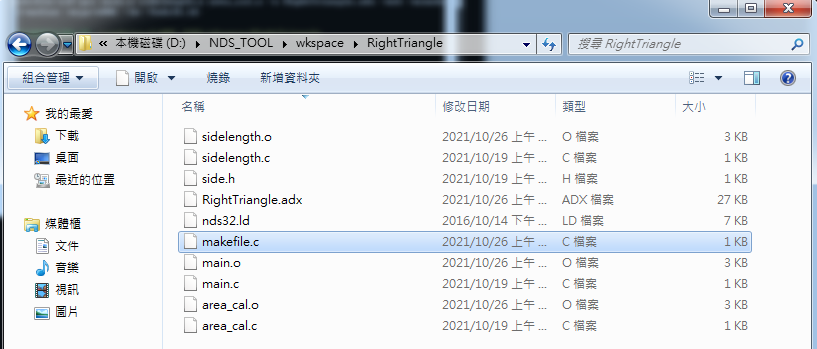 本機磁碟 (D:) ▸ NDS_TOOL ▸ wkspace ▸ RightTriangle
搜尋 RightTriangle
組合管理 開啟 燒錄 新增資料夾
我的最愛
下載
桌面
最近的位置
媒體櫃
文件
音樂
視訊
圖片
名稱 修改日期 類型 大小
sidelength.o 2021/10/26 上午 ... O 檔案 3 KB
sidelength.c 2021/10/19 上午 ... C 檔案 1 KB
side.h 2021/10/19 上午 ... H 檔案 1 KB
RightTriangle.adx 2021/10/26 上午 ... ADX 檔案 27 KB
nds32.ld 2016/10/14 下午 ... LD 檔案 7 KB
makefile.c 2021/10/26 上午 ... C 檔案 1 KB
main.o 2021/10/26 上午 ... O 檔案 3 KB
main.c 2021/10/19 上午 ... C 檔案 1 KB
area_cal.o 2021/10/26 上午 ... O 檔案 3 KB
area_cal.c 2021/10/19 上午 ... C 檔案 1 KB